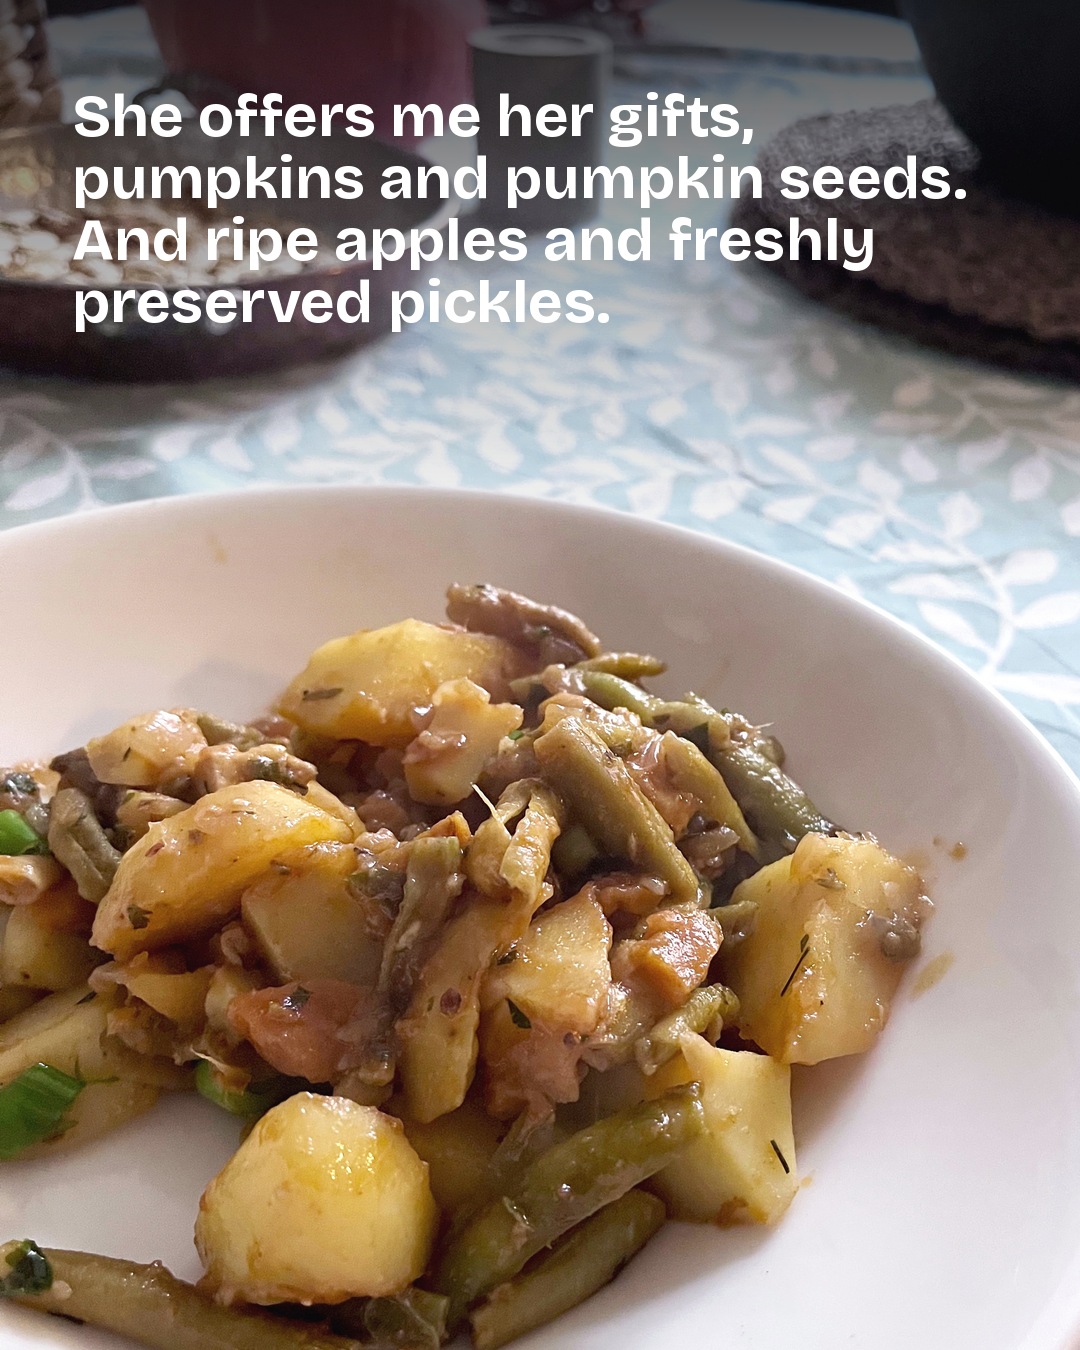 She offers me her gifts,
pumpkins and pumpkin seeds.
And ripe apples and freshly
preserved pickles.